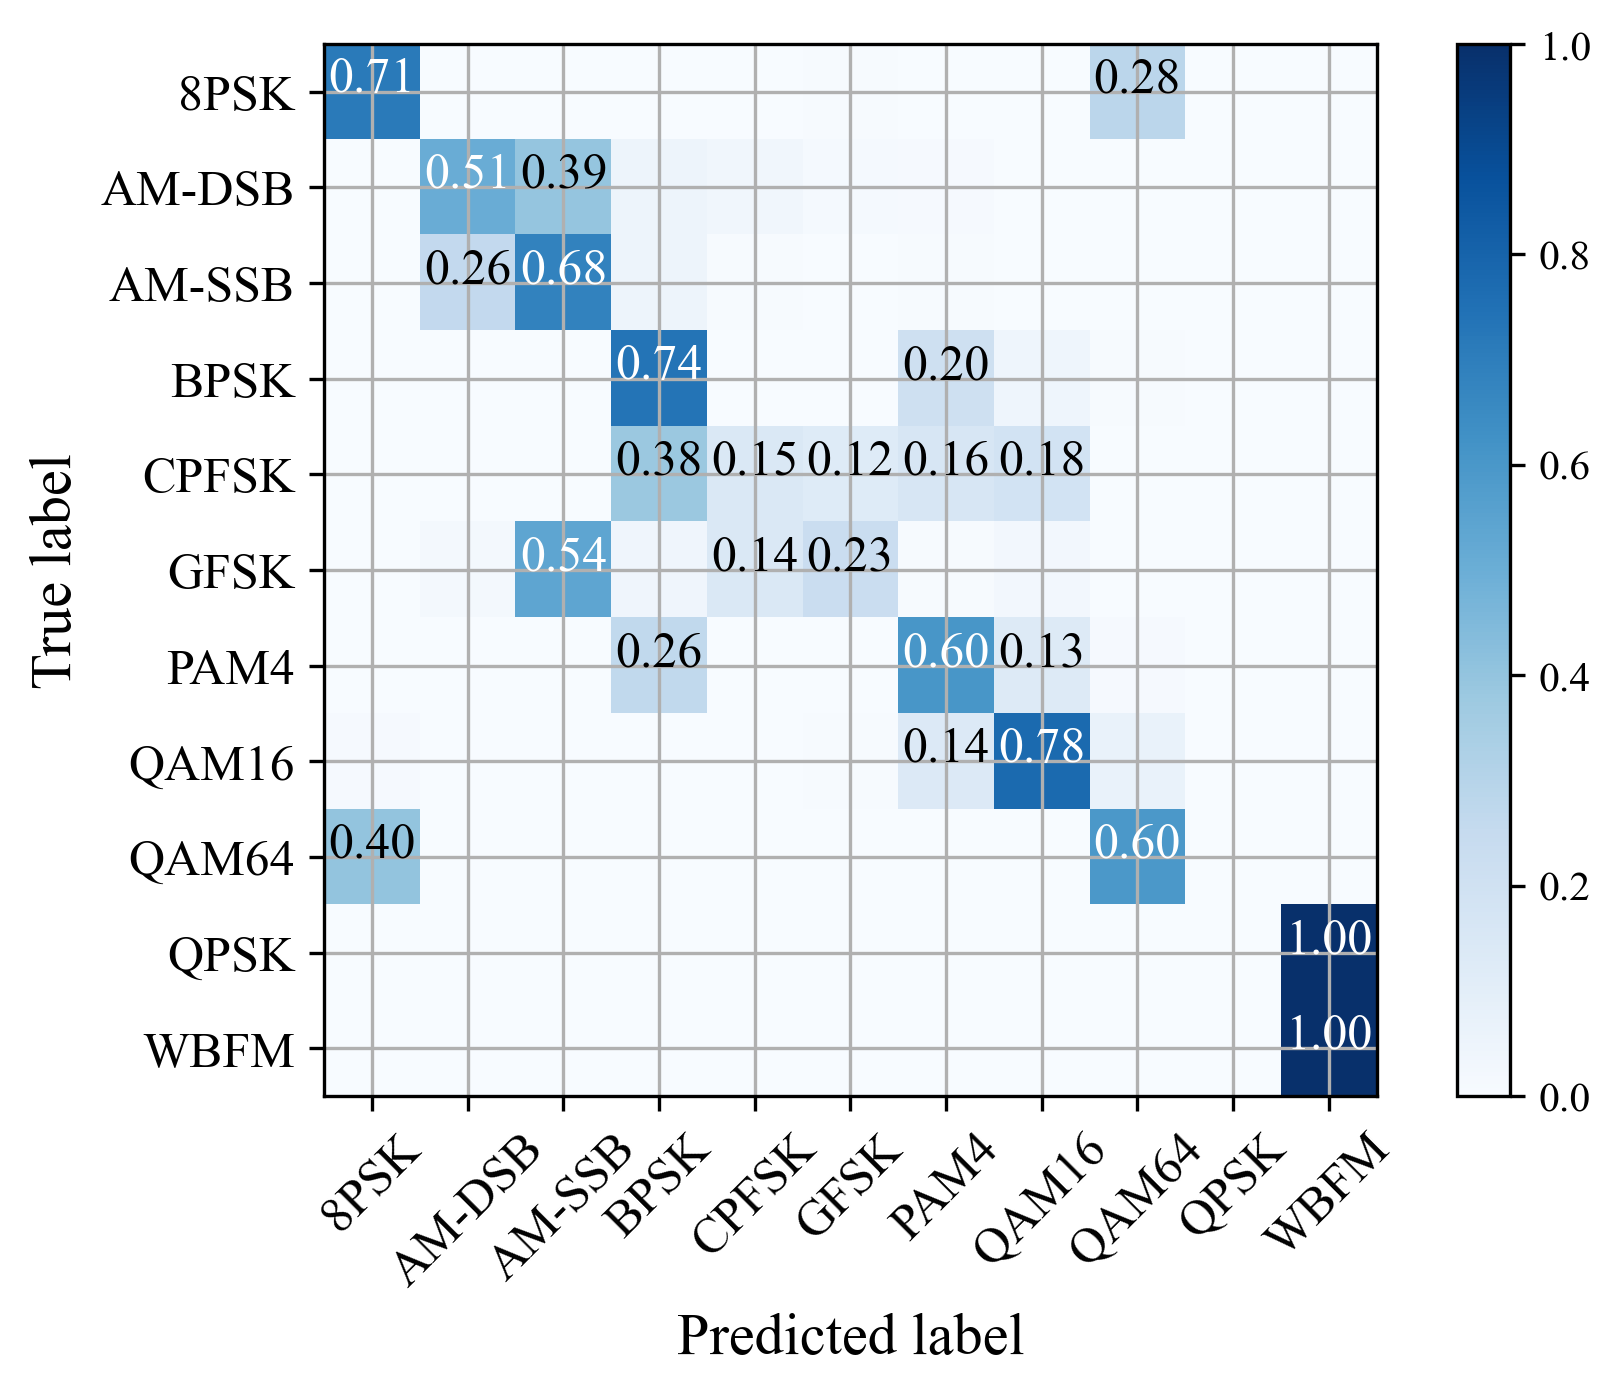 8PSK 0.71 0.28
AM-DSB 0.51 0.39
AM-SSB 0.26 0.68
BPSK 0.74 0.20
CPFSK 0.38 0.15 0.12 0.16 0.18
GFSK 0.54 0.14 0.23
PAM4 0.26 0.60 0.13
QAM16 0.14 0.78
QAM64 0.40 0.60
QPSK 1.00
WBFM 1.00
True label
8PSK AM-DSB AM-SSB BPSK CPFSK GFSK PAM4 QAM16 QAM64 QPSK WBFM
Predicted label
1.0
0.8
0.6
0.4
0.2
0.0